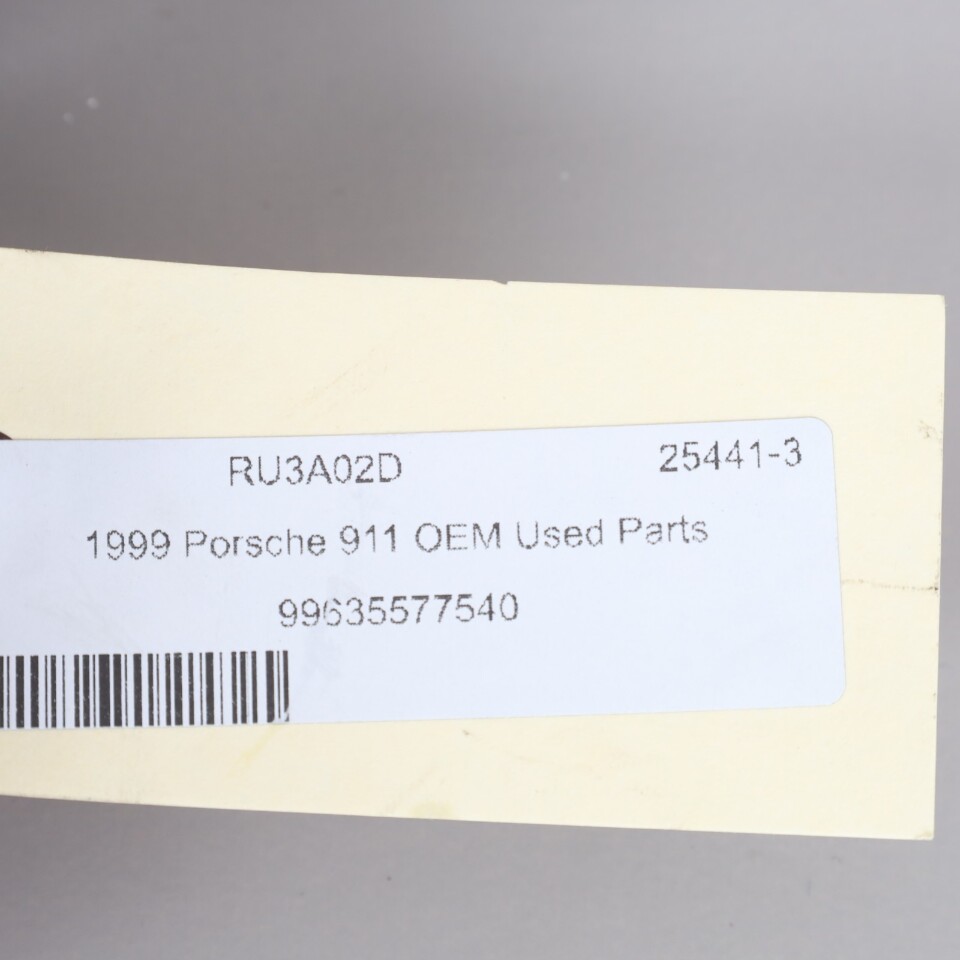 RU3A02D 25441-3
1999 Porsche 911 OEM Used Parts
99635577540